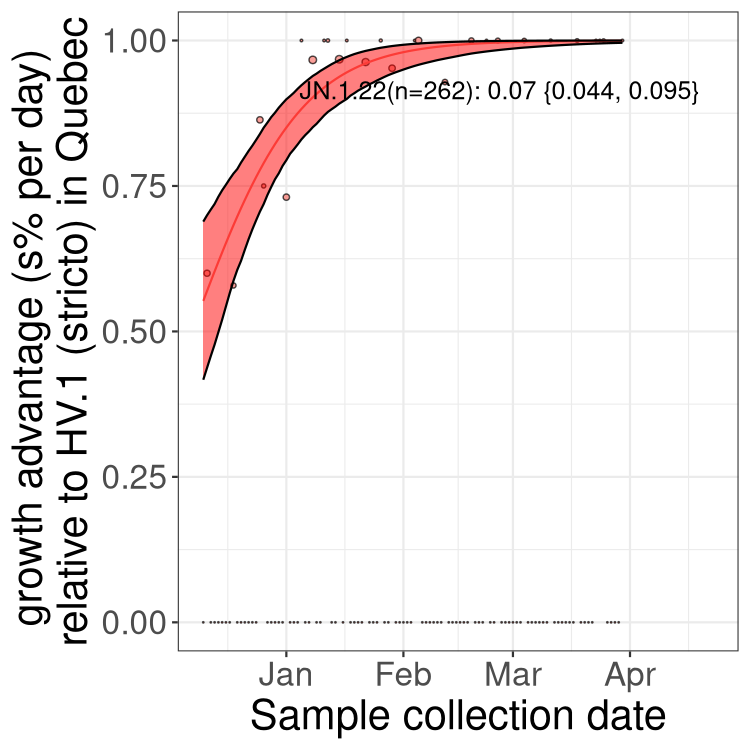 growth advantage (s% per day)
relative to HV.1 (stricto) in Quebec
1.00
0.75
0.50
0.25
0.00
JN.1.22(n=262): 0.07 {0.044, 0.095}
Jan Feb Mar Apr
Sample collection date